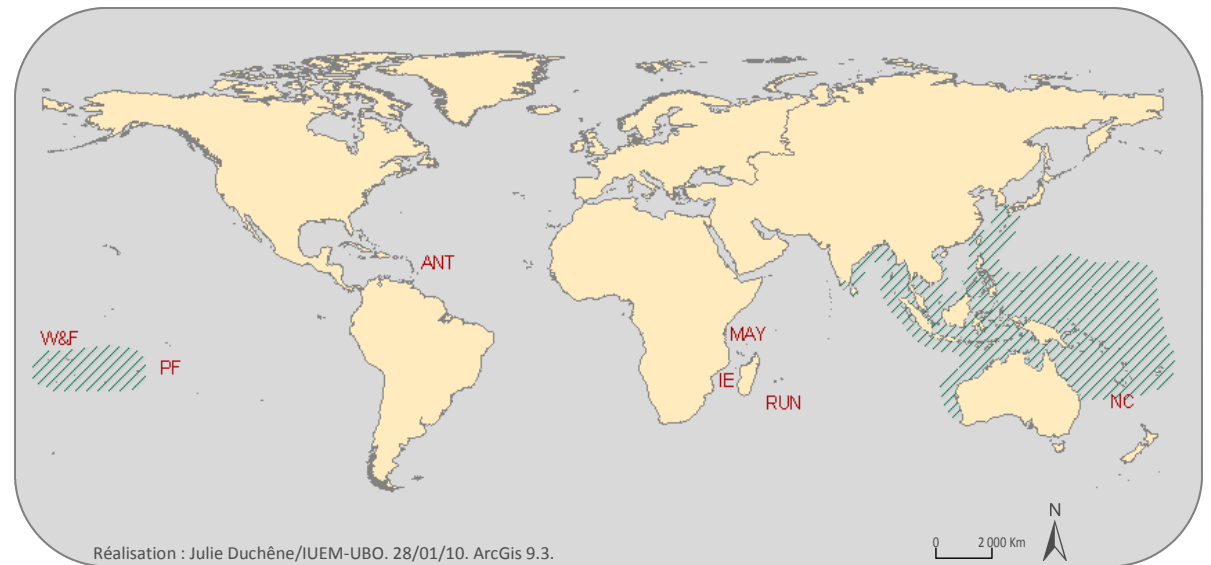 ANT
W&F
MAY
PF
IE
RUN
NC
N
0 2 000 Km
Réalisation : Julie Duchêne/IUEM-UBO. 28/01/10. ArcGis 9.3.